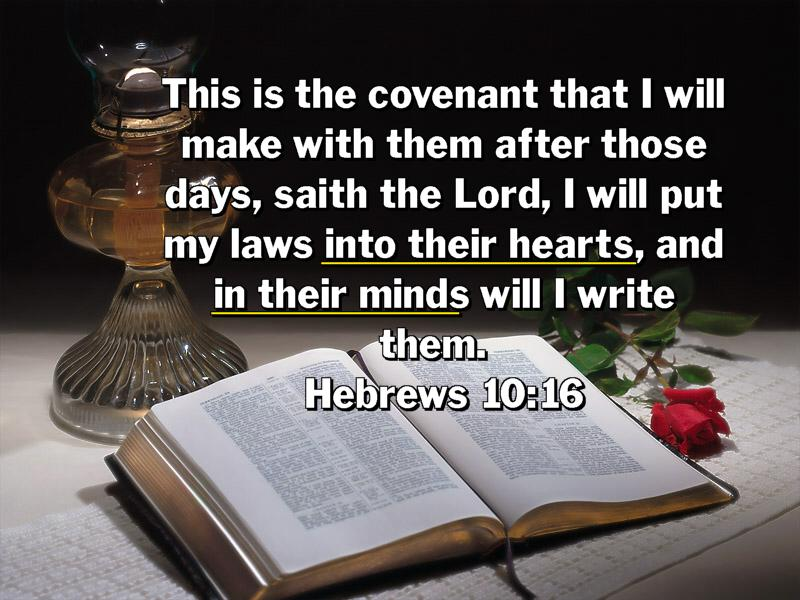 This is the covenant that I will
make with them after those
days, saith the Lord, I will put
my laws into their hearts, and
in their minds will I write
them.
Hebrews 10:16